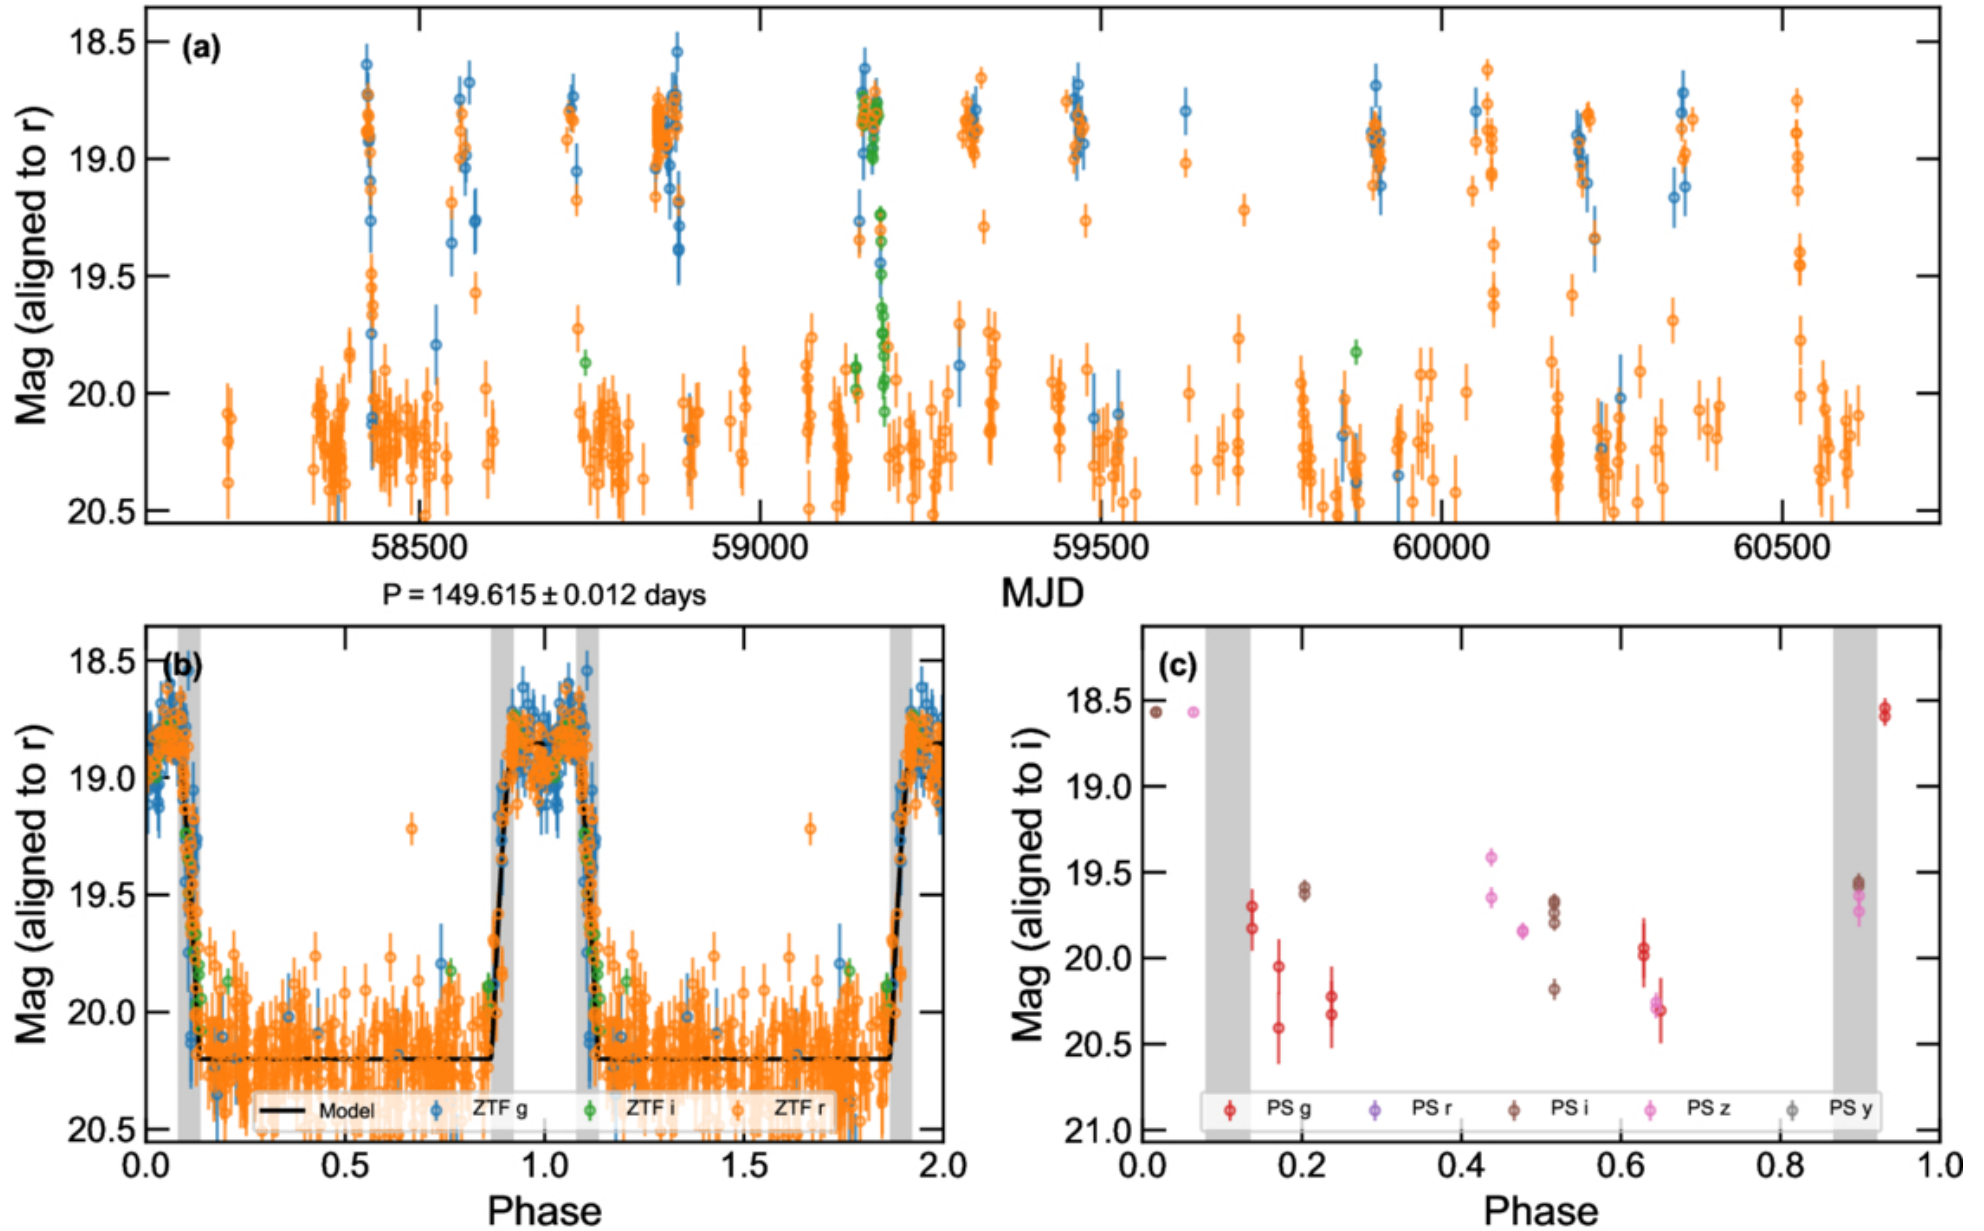 (a)
18.5
19.0
19.5
20.0
20.5
Mag (aligned to r)
58500 59000 59500 60000 60500
MJD
P = 149.615 ± 0.012 days
(b)
18.5
19.0
19.5
20.0
20.5
Mag (aligned to r)
Model ZTF g ZTF i ZTF r
0.0 0.5 1.0 1.5 2.0
Phase
(c)
18.5
19.0
19.5
20.0
20.5
21.0
Mag (aligned to i)
PS g PS r PS i PS z PS y
0.0 0.2 0.4 0.6 0.8 1.0
Phase